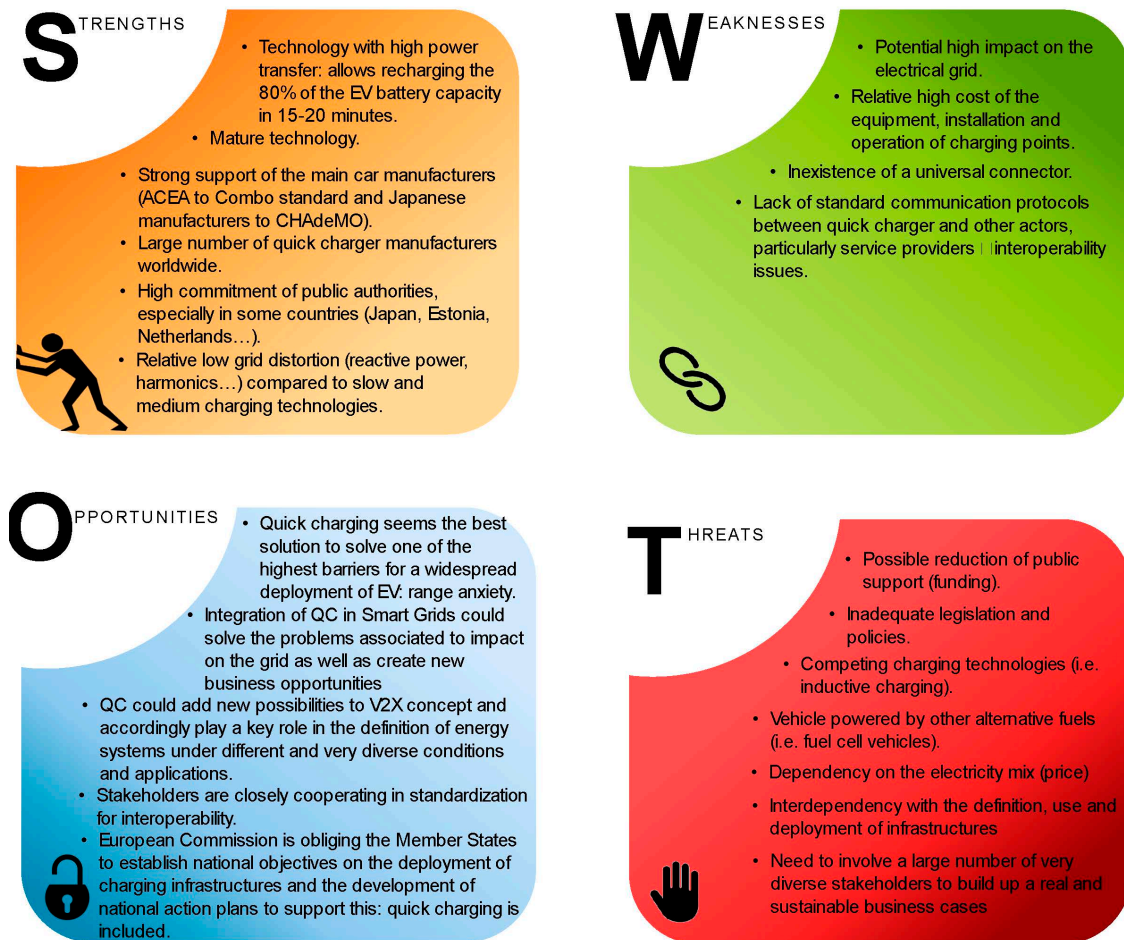 STRENGTHS
• Technology with high power
transfer: allows recharging the
80% of the EV battery capacity
in 15-20 minutes.
• Mature technology.
• Strong support of the main car manufacturers
(ACEA to Combo standard and Japanese
manufacturers to CHAdeMO).
• Large number of quick charger manufacturers
worldwide.
• High commitment of public authorities,
especially in some countries (Japan, Estonia,
Netherlands…).
• Relative low grid distortion (reactive power,
harmonics…) compared to slow and
medium charging technologies.
WEAKNESSES
• Potential high impact on the
electrical grid.
• Relative high cost of the
equipment, installation and
operation of charging points.
• Inexistence of a universal connector.
• Lack of standard communication protocols
between quick charger and other actors,
particularly service providers interoperability
issues.
OPPORTUNITIES
• Quick charging seems the best
solution to solve one of the
highest barriers for a widespread
deployment of EV: range anxiety.
• Integration of QC in Smart Grids could
solve the problems associated to impact
on the grid as well as create new
business opportunities
• QC could add new possibilities to V2X concept and
accordingly play a key role in the definition of energy
systems under different and very diverse conditions
and applications.
• Stakeholders are closely cooperating in standardization
for interoperability.
• European Commission is obliging the Member States
to establish national objectives on the deployment of
charging infrastructures and the development of
national action plans to support this: quick charging is
included.
THREATS
• Possible reduction of public
support (funding).
• Inadequate legislation and
policies.
• Competing charging technologies (i.e.
inductive charging).
• Vehicle powered by other alternative fuels
(i.e. fuel cell vehicles).
• Dependency on the electricity mix (price)
• Interdependency with the definition, use and
deployment of infrastructures
• Need to involve a large number of very
diverse stakeholders to build up a real and
sustainable business cases